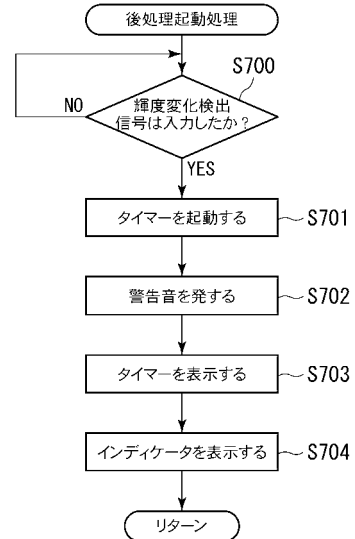 後処理起動処理
S700
輝度変化検出
信号は入力したか?
NO
YES
タイマーを起動する
S701
警告音を発する
S702
タイマーを表示する
S703
インディケータを表示する
S704
リターン